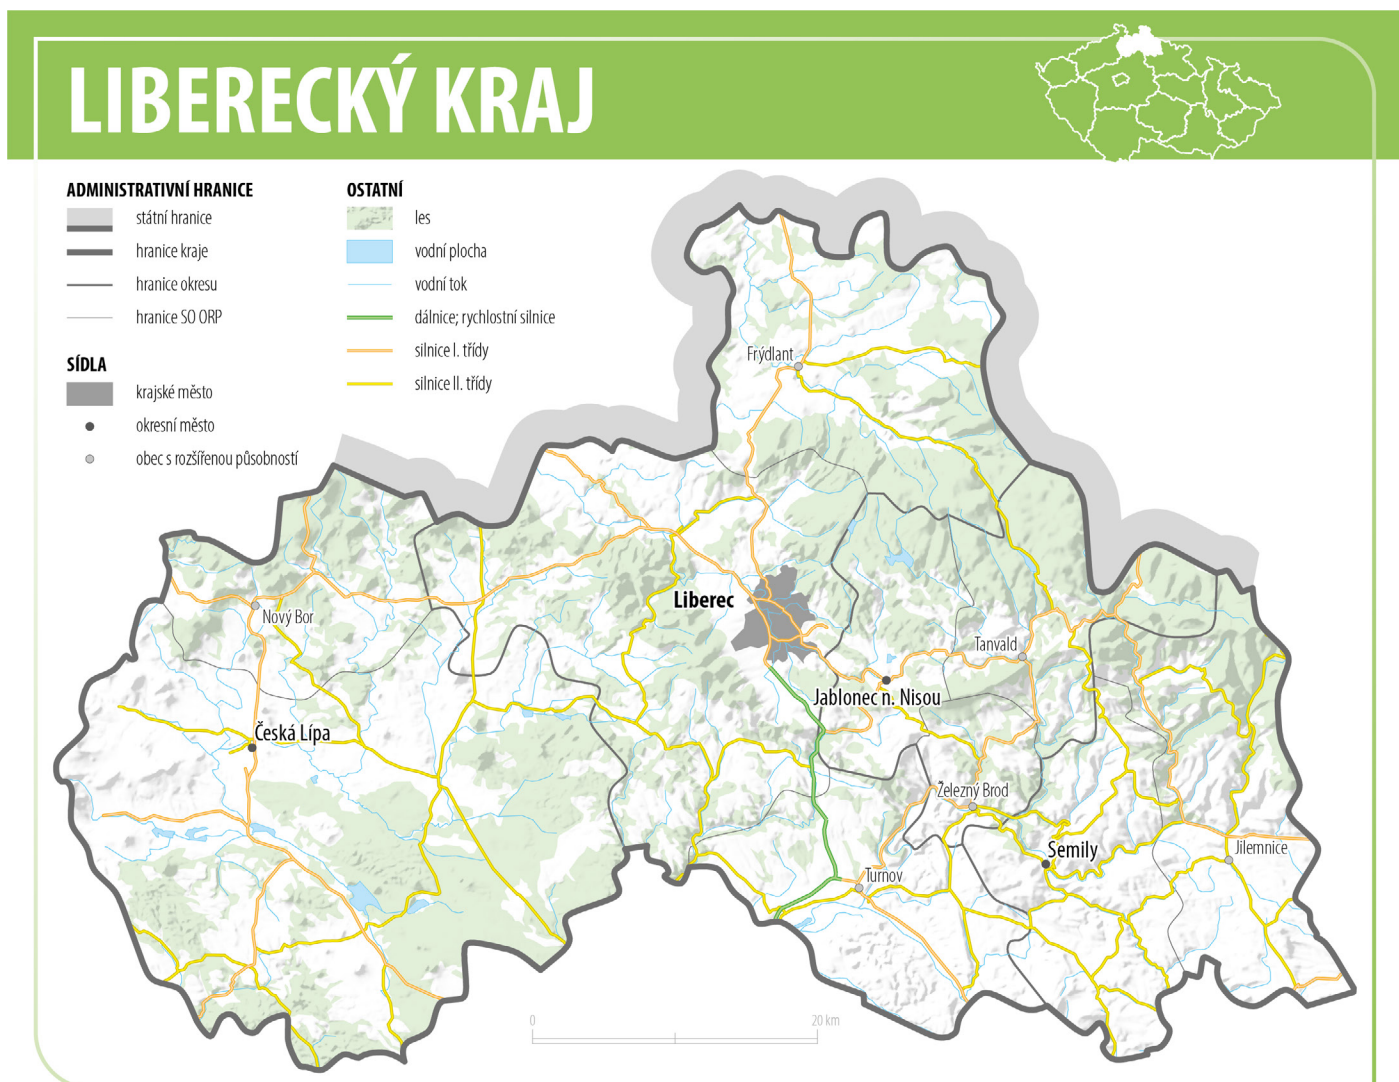 LIBERECKÝ KRAJ
ADMINISTRATIVNÍ HRANICE
státní hranice
hranice kraje
hranice okresu
hranice SO ORP
SÍDLA
krajské město
okresní město
obec s rozšířenou působností
OSTATNÍ
les
vodní plocha
vodní tok
dálnice; rychlostní silnice
silnice I. třídy
silnice II. třídy
Frýdlant
Nový Bor
Liberec
Tanvald
Jablonec n. Nisou
Česká Lípa
Železný Brod
Semily
Jilemnice
Turnov
0
20 km